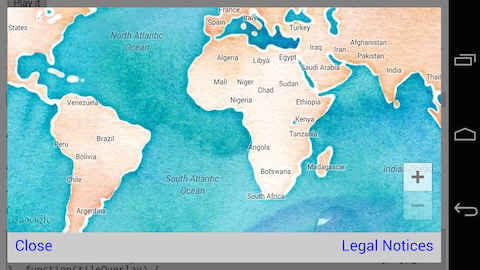 Play it
States
North Atlantic
Ocean
France
Spain
Italy
Turkey
Iraq
Iran
Afghanistan
Pakistan
Algeria
Libya
Egypt
Saudi Arabia
India
Thai
Mali
Niger
Chad
Sudan
Nigeria
Ethiopia
Venezuela
Kenya
Tanzania
Peru
Brazil
Bolivia
Angola
Madagascar
Chile
South Atlantic
Ocean
Botswana
South Africa
Argentina
India
Google
+
−
Close
Legal Notices
}, function(tileOverlay) {